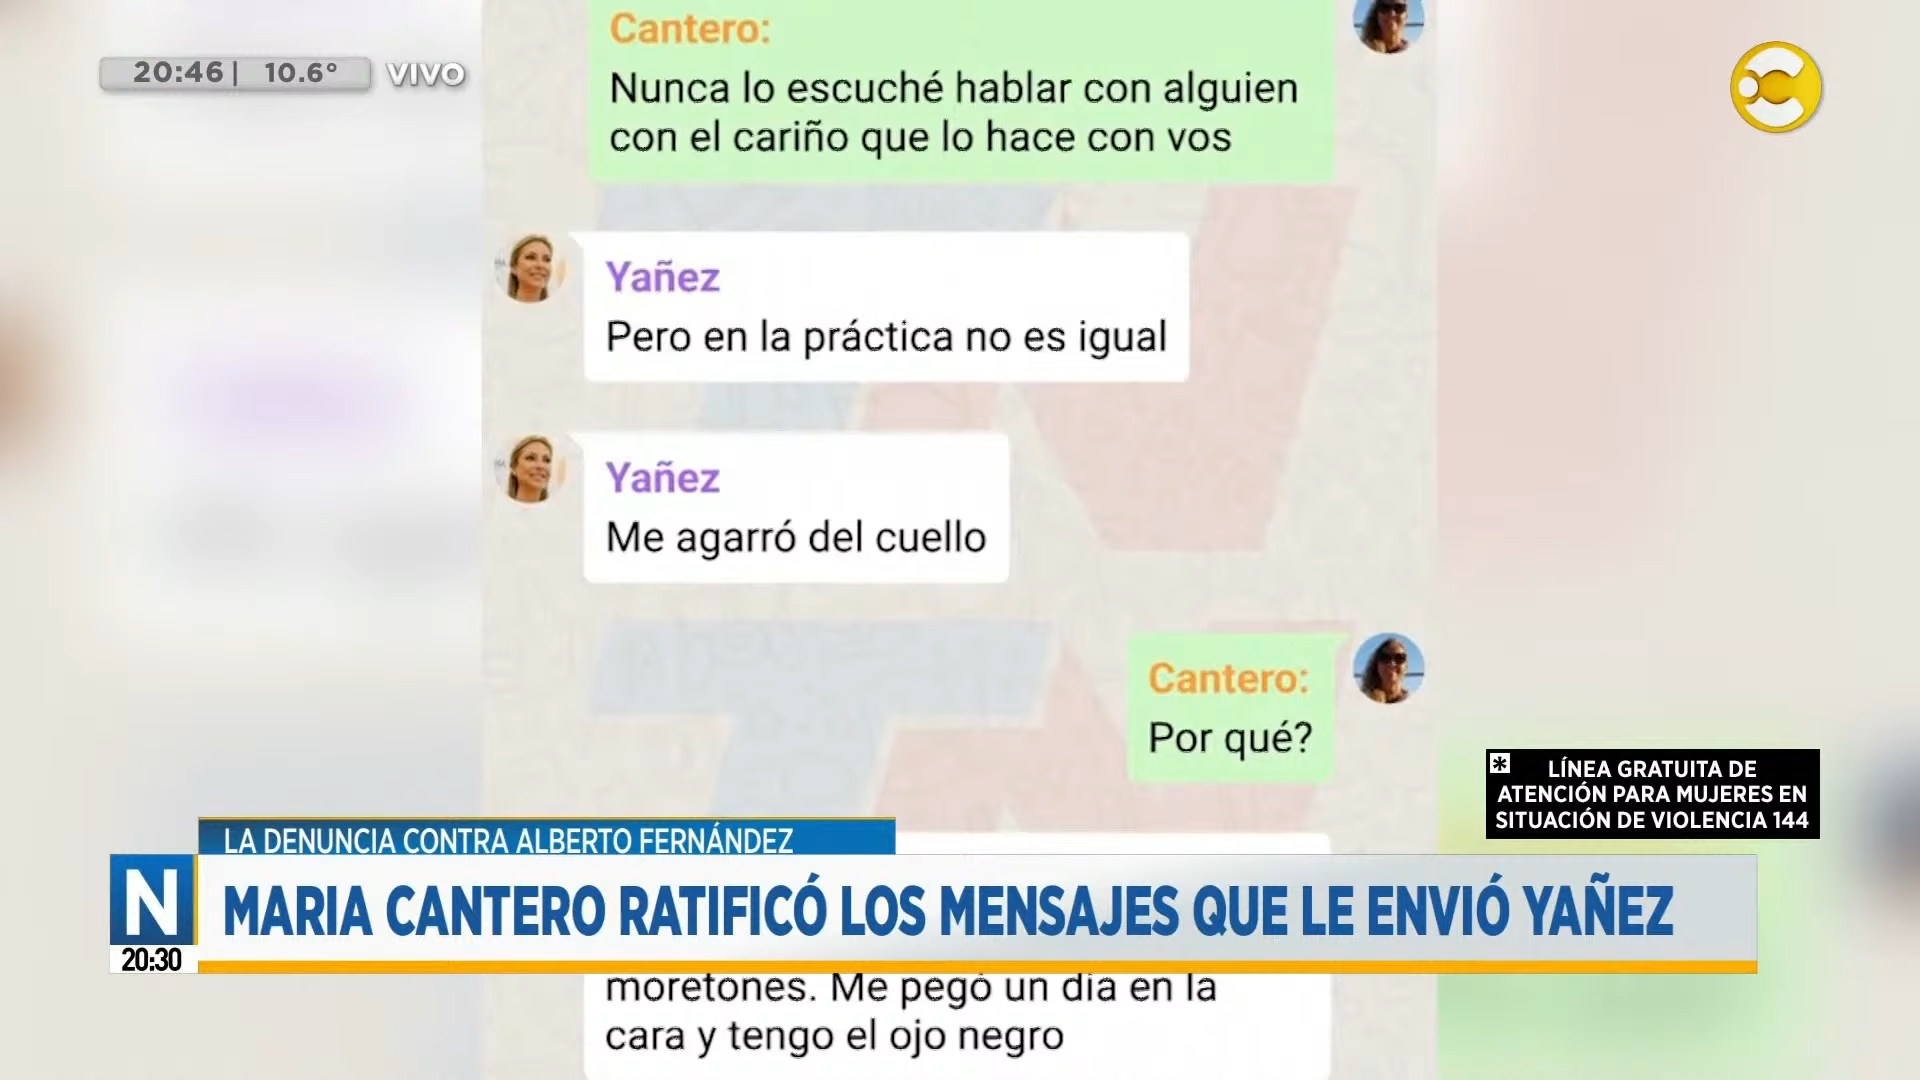 20:46| 10.6° VIVO
Cantero:
Nunca lo escuché hablar con alguien
con el cariño que lo hace con vos
Yañez
Pero en la práctica no es igual
Yañez
Me agarró del cuello
Cantero:
Por qué?
* LÍNEA GRATUITA DE
ATENCIÓN PARA MUJERES EN
SITUACIÓN DE VIOLENCIA 144
LA DENUNCIA CONTRA ALBERTO FERNÁNDEZ
N
MARIA CANTERO RATIFICÓ LOS MENSAJES QUE LE ENVIÓ YAÑEZ
20:30
moretones. Me pegó un día en la
cara y tengo el ojo negro